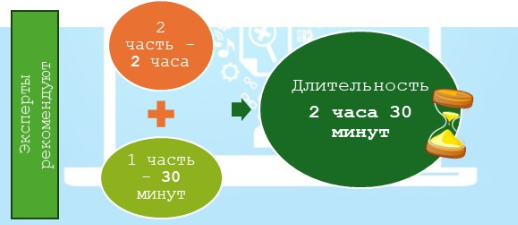 Эксперты
рекомендуют
2
часть –
2 часа
1 часть
– 30
минут
Длительность
2 часа 30
минут